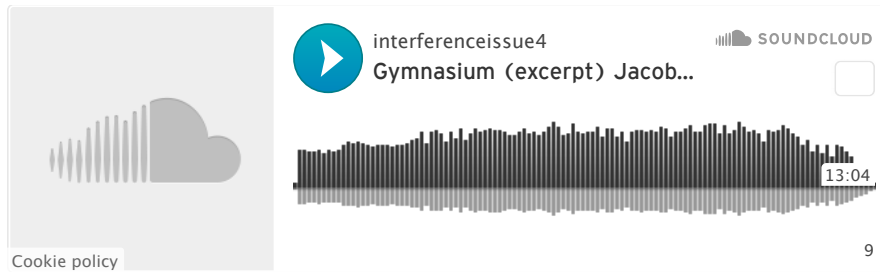 interferenceissue4
SOUNDCLOUD
Gymnasium (excerpt) Jacob...
13:04
9
Cookie policy